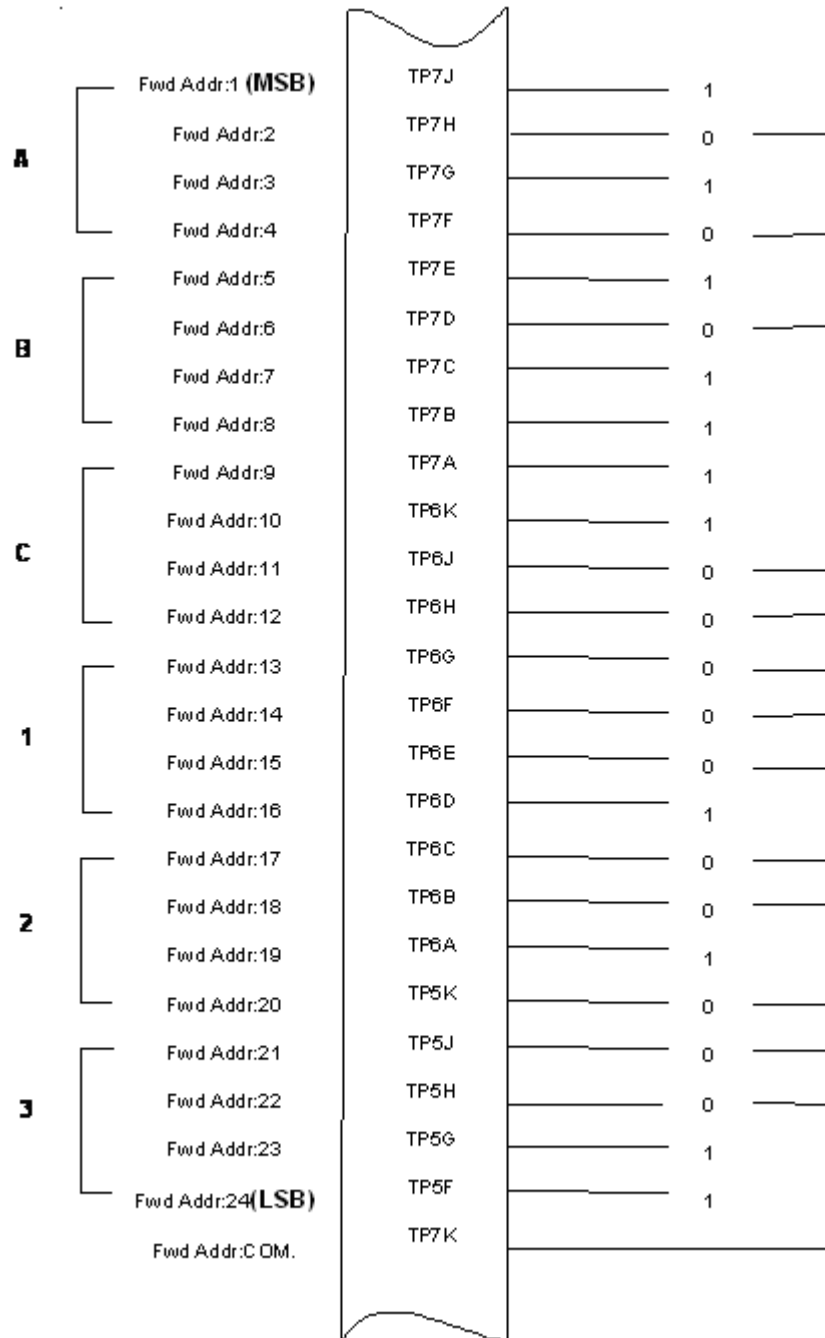 Fwd Addr:1 (MSB) TP7J 1
Fwd Addr:2 TP7H 0
A
Fwd Addr:3 TP7G 1
Fwd Addr:4 TP7F 0
Fwd Addr:5 TP7E 1
Fwd Addr:6 TP7D 0
B
Fwd Addr:7 TP7C 1
Fwd Addr:8 TP7B 1
Fwd Addr:9 TP7A 1
Fwd Addr:10 TP6K 1
C
Fwd Addr:11 TP6J 0
Fwd Addr:12 TP6H 0
Fwd Addr:13 TP6G 0
Fwd Addr:14 TP6F 0
1
Fwd Addr:15 TP6E 0
Fwd Addr:16 TP6D 1
Fwd Addr:17 TP6C 0
Fwd Addr:18 TP6B 0
2
Fwd Addr:19 TP6A 1
Fwd Addr:20 TP5K 0
Fwd Addr:21 TP5J 0
Fwd Addr:22 TP5H 0
3
Fwd Addr:23 TP5G 1
Fwd Addr:24(LSB) TP5F 1
Fwd Addr:COM. TP7K